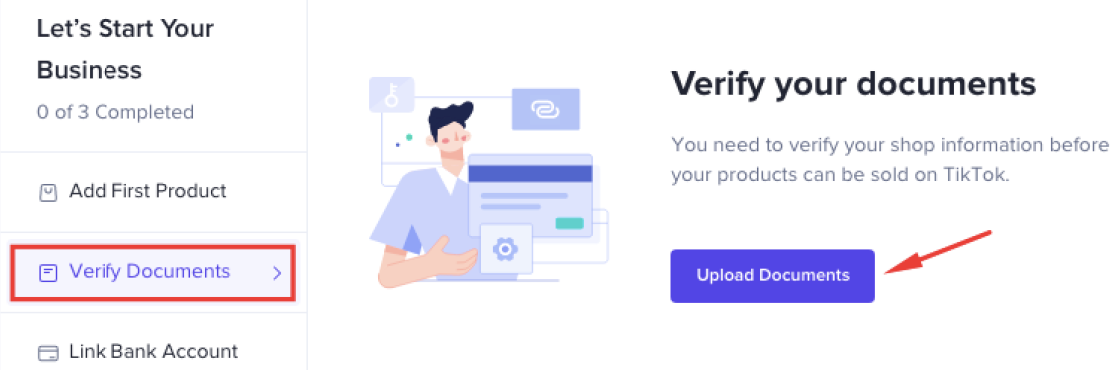 Let’s Start Your
Business
0 of 3 Completed
Add First Product
Verify Documents
Link Bank Account
Verify your documents
You need to verify your shop information before
your products can be sold on TikTok.
Upload Documents